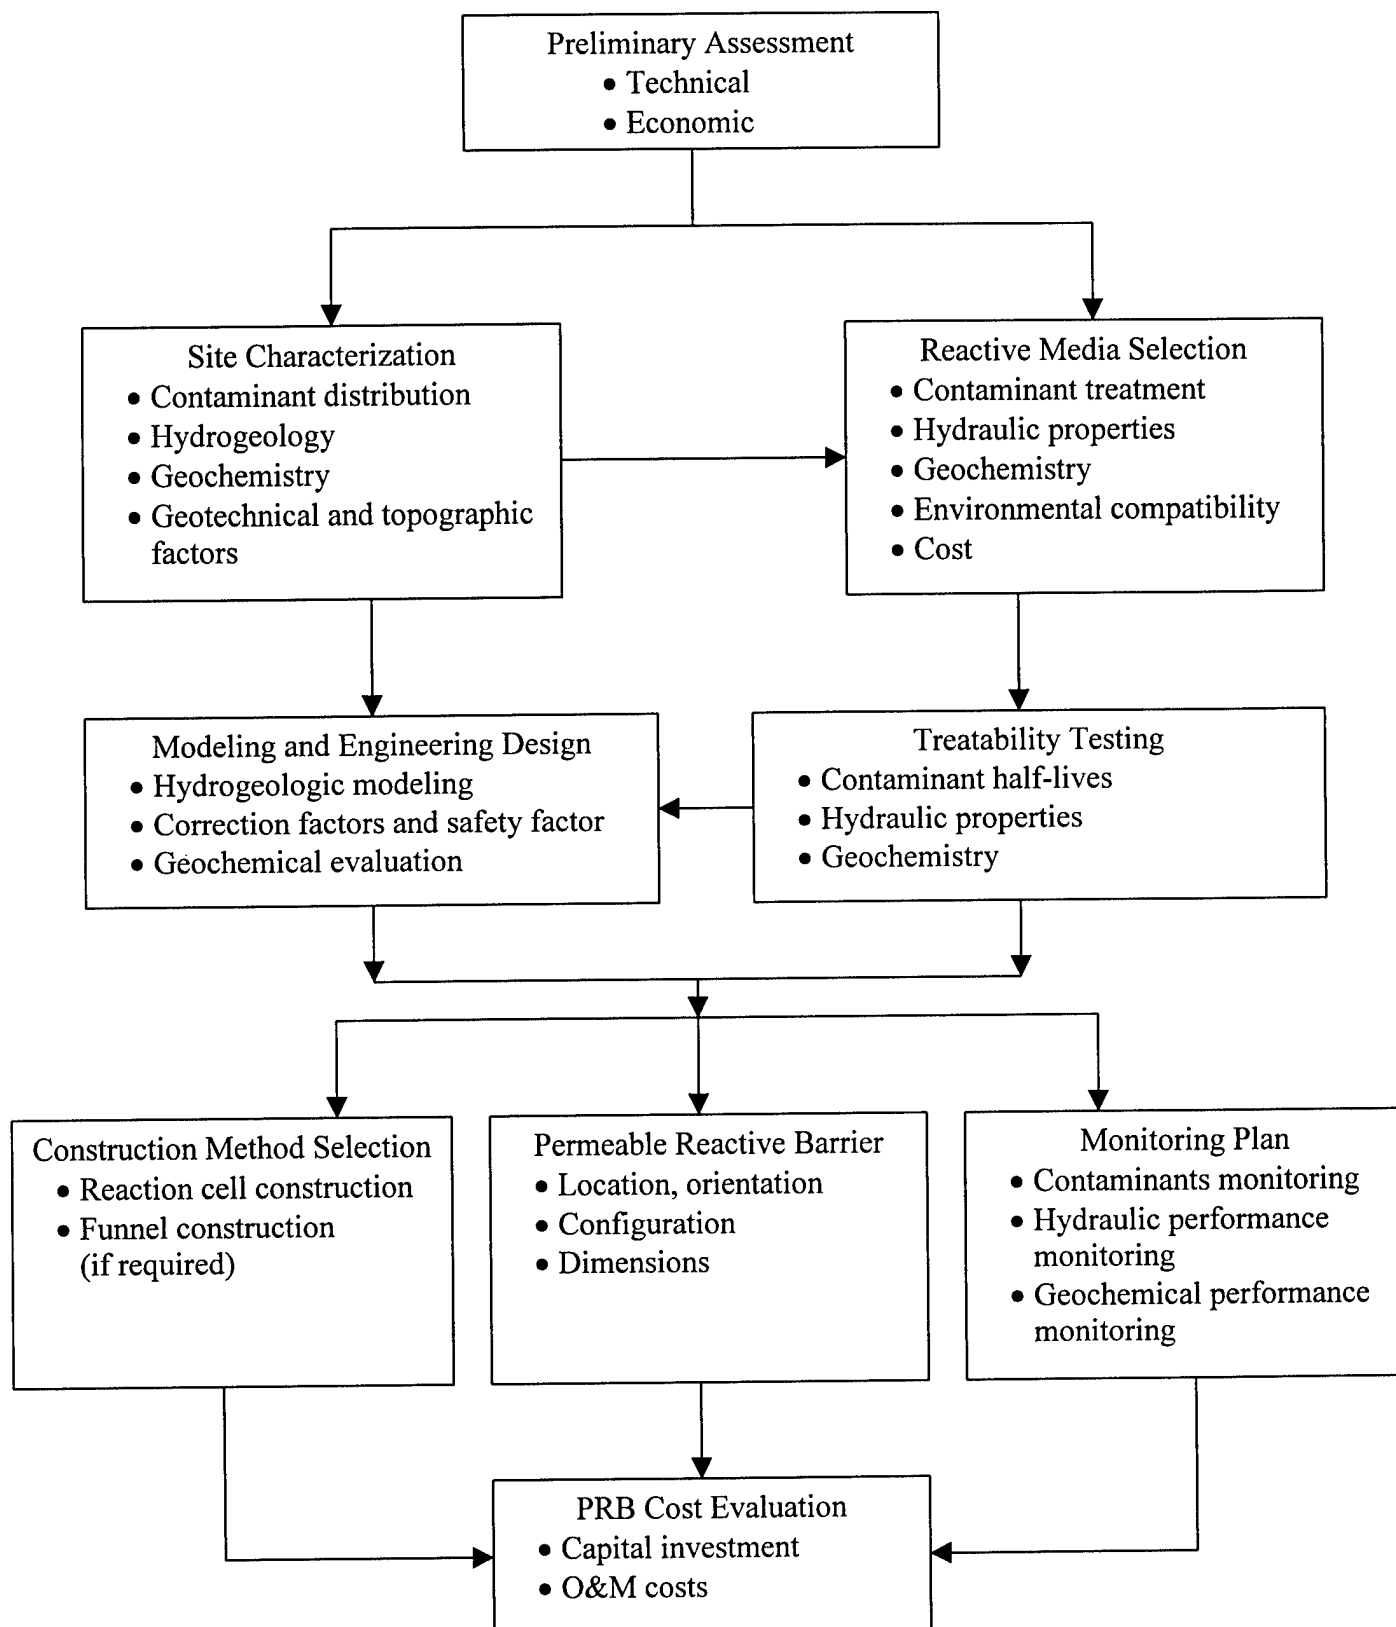 Preliminary Assessment
• Technical
• Economic
Site Characterization
• Contaminant distribution
• Hydrogeology
• Geochemistry
• Geotechnical and topographic
factors
Reactive Media Selection
• Contaminant treatment
• Hydraulic properties
• Geochemistry
• Environmental compatibility
• Cost
Modeling and Engineering Design
• Hydrogeologic modeling
• Correction factors and safety factor
• Geochemical evaluation
Treatability Testing
• Contaminant half-lives
• Hydraulic properties
• Geochemistry
Construction Method Selection
• Reaction cell construction
• Funnel construction
(if required)
Permeable Reactive Barrier
• Location, orientation
• Configuration
• Dimensions
Monitoring Plan
• Contaminants monitoring
• Hydraulic performance
monitoring
• Geochemical performance
monitoring
PRB Cost Evaluation
• Capital investment
• O&M costs